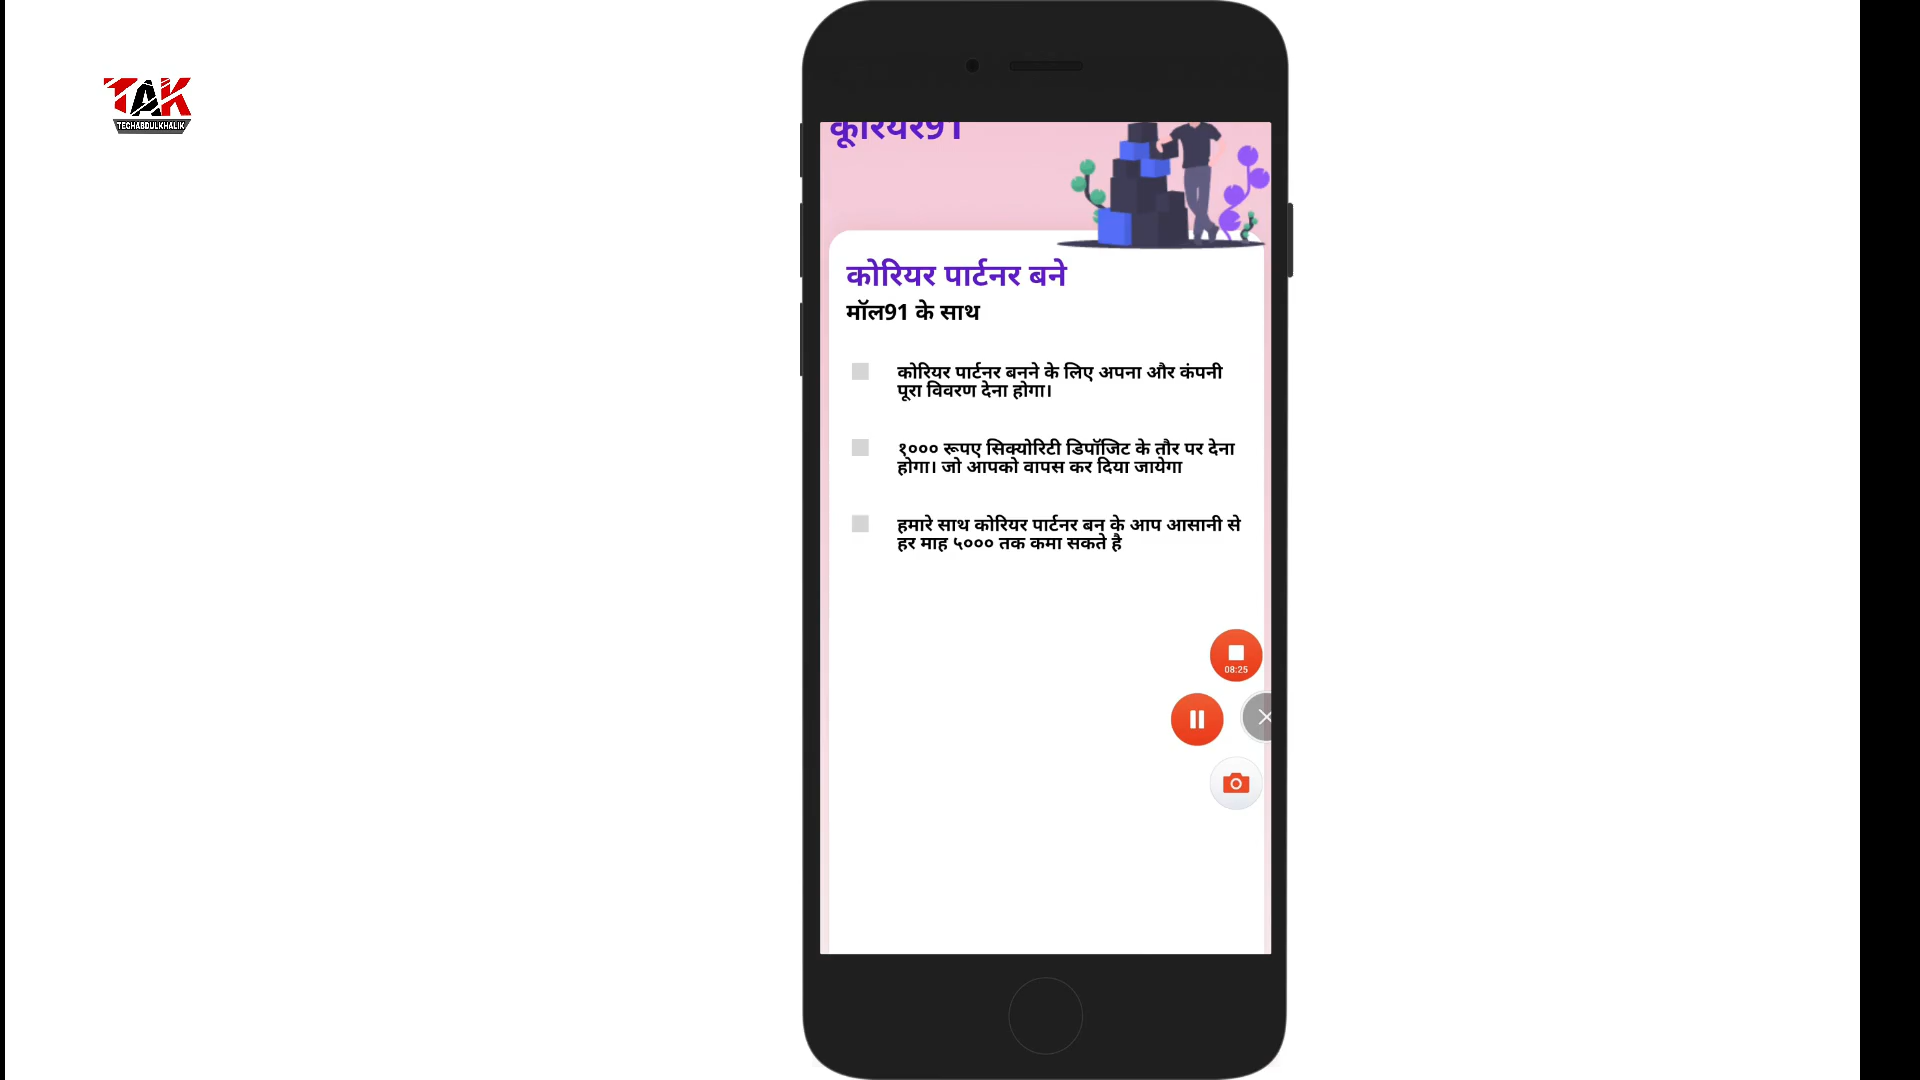 TAK
TECHABDULKHALIK
कूरियर91
कोरियर पार्टनर बने
मॉल91 के साथ
कोरियर पार्टनर बनने के लिए अपना और कंपनी
पूरा विवरण देना होगा।
१००० रूपए सिक्योरिटी डिपॉजिट के तौर पर देना
होगा। जो आपको वापस कर दिया जायेगा
हमारे साथ कोरियर पार्टनर बन के आप आसानी से
हर माह ५००० तक कमा सकते है
08:25